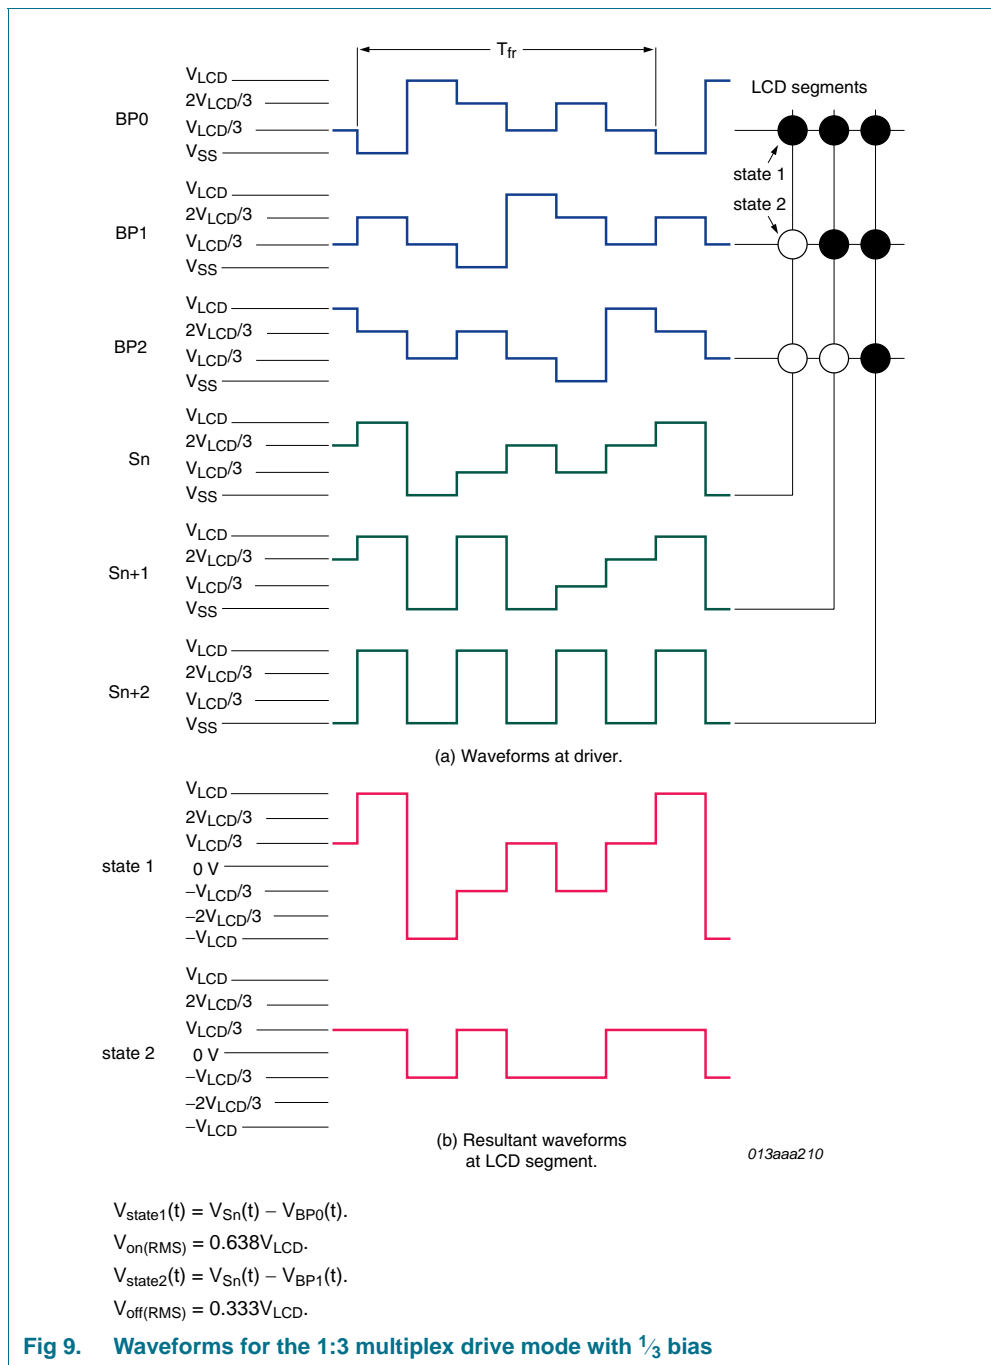 Tfr
BP0
VLCD
2VLCD/3
VLCD/3
VSS
LCD segments
state 1
state 2
BP1
VLCD
2VLCD/3
VLCD/3
VSS
BP2
VLCD
2VLCD/3
VLCD/3
VSS
Sn
VLCD
2VLCD/3
VLCD/3
VSS
Sn+1
VLCD
2VLCD/3
VLCD/3
VSS
Sn+2
VLCD
2VLCD/3
VLCD/3
VSS
(a) Waveforms at driver.
state 1
VLCD
2VLCD/3
VLCD/3
0 V
−VLCD/3
−2VLCD/3
−VLCD
state 2
VLCD
2VLCD/3
VLCD/3
0 V
−VLCD/3
−2VLCD/3
−VLCD
(b) Resultant waveforms
at LCD segment.
013aaa210
Vstate1(t) = VSn(t) − VBP0(t).
Von(RMS) = 0.638VLCD.
Vstate2(t) = VSn(t) − VBP1(t).
Voff(RMS) = 0.333VLCD.
Fig 9. Waveforms for the 1:3 multiplex drive mode with 1⁄3 bias